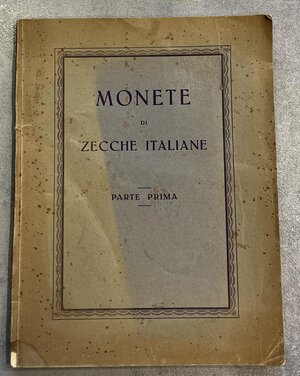 MONETE
DI
ZECCHE ITALIANE
PARTE PRIMA